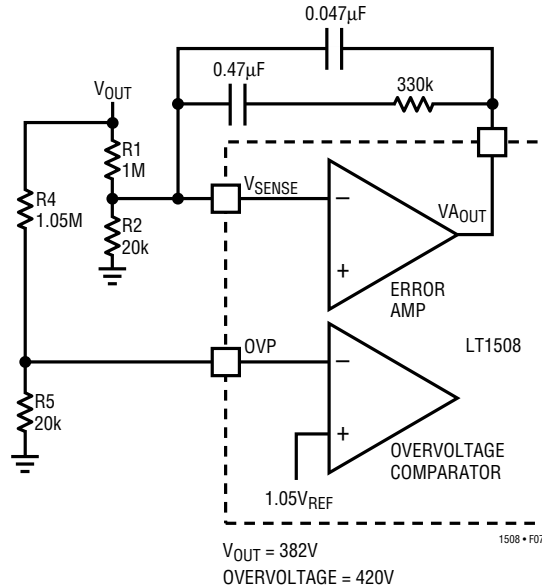 0.047µF
0.47µF
330k
VOUT
R1
1M
R4
1.05M
VSENSE
R2
20k
−
+
VAOUT
ERROR
AMP
LT1508
OVP
R5
20k
−
+
OVERVOLTAGE
COMPARATOR
1.05VREF
1508 • F07
VOUT = 382V
OVERVOLTAGE = 420V